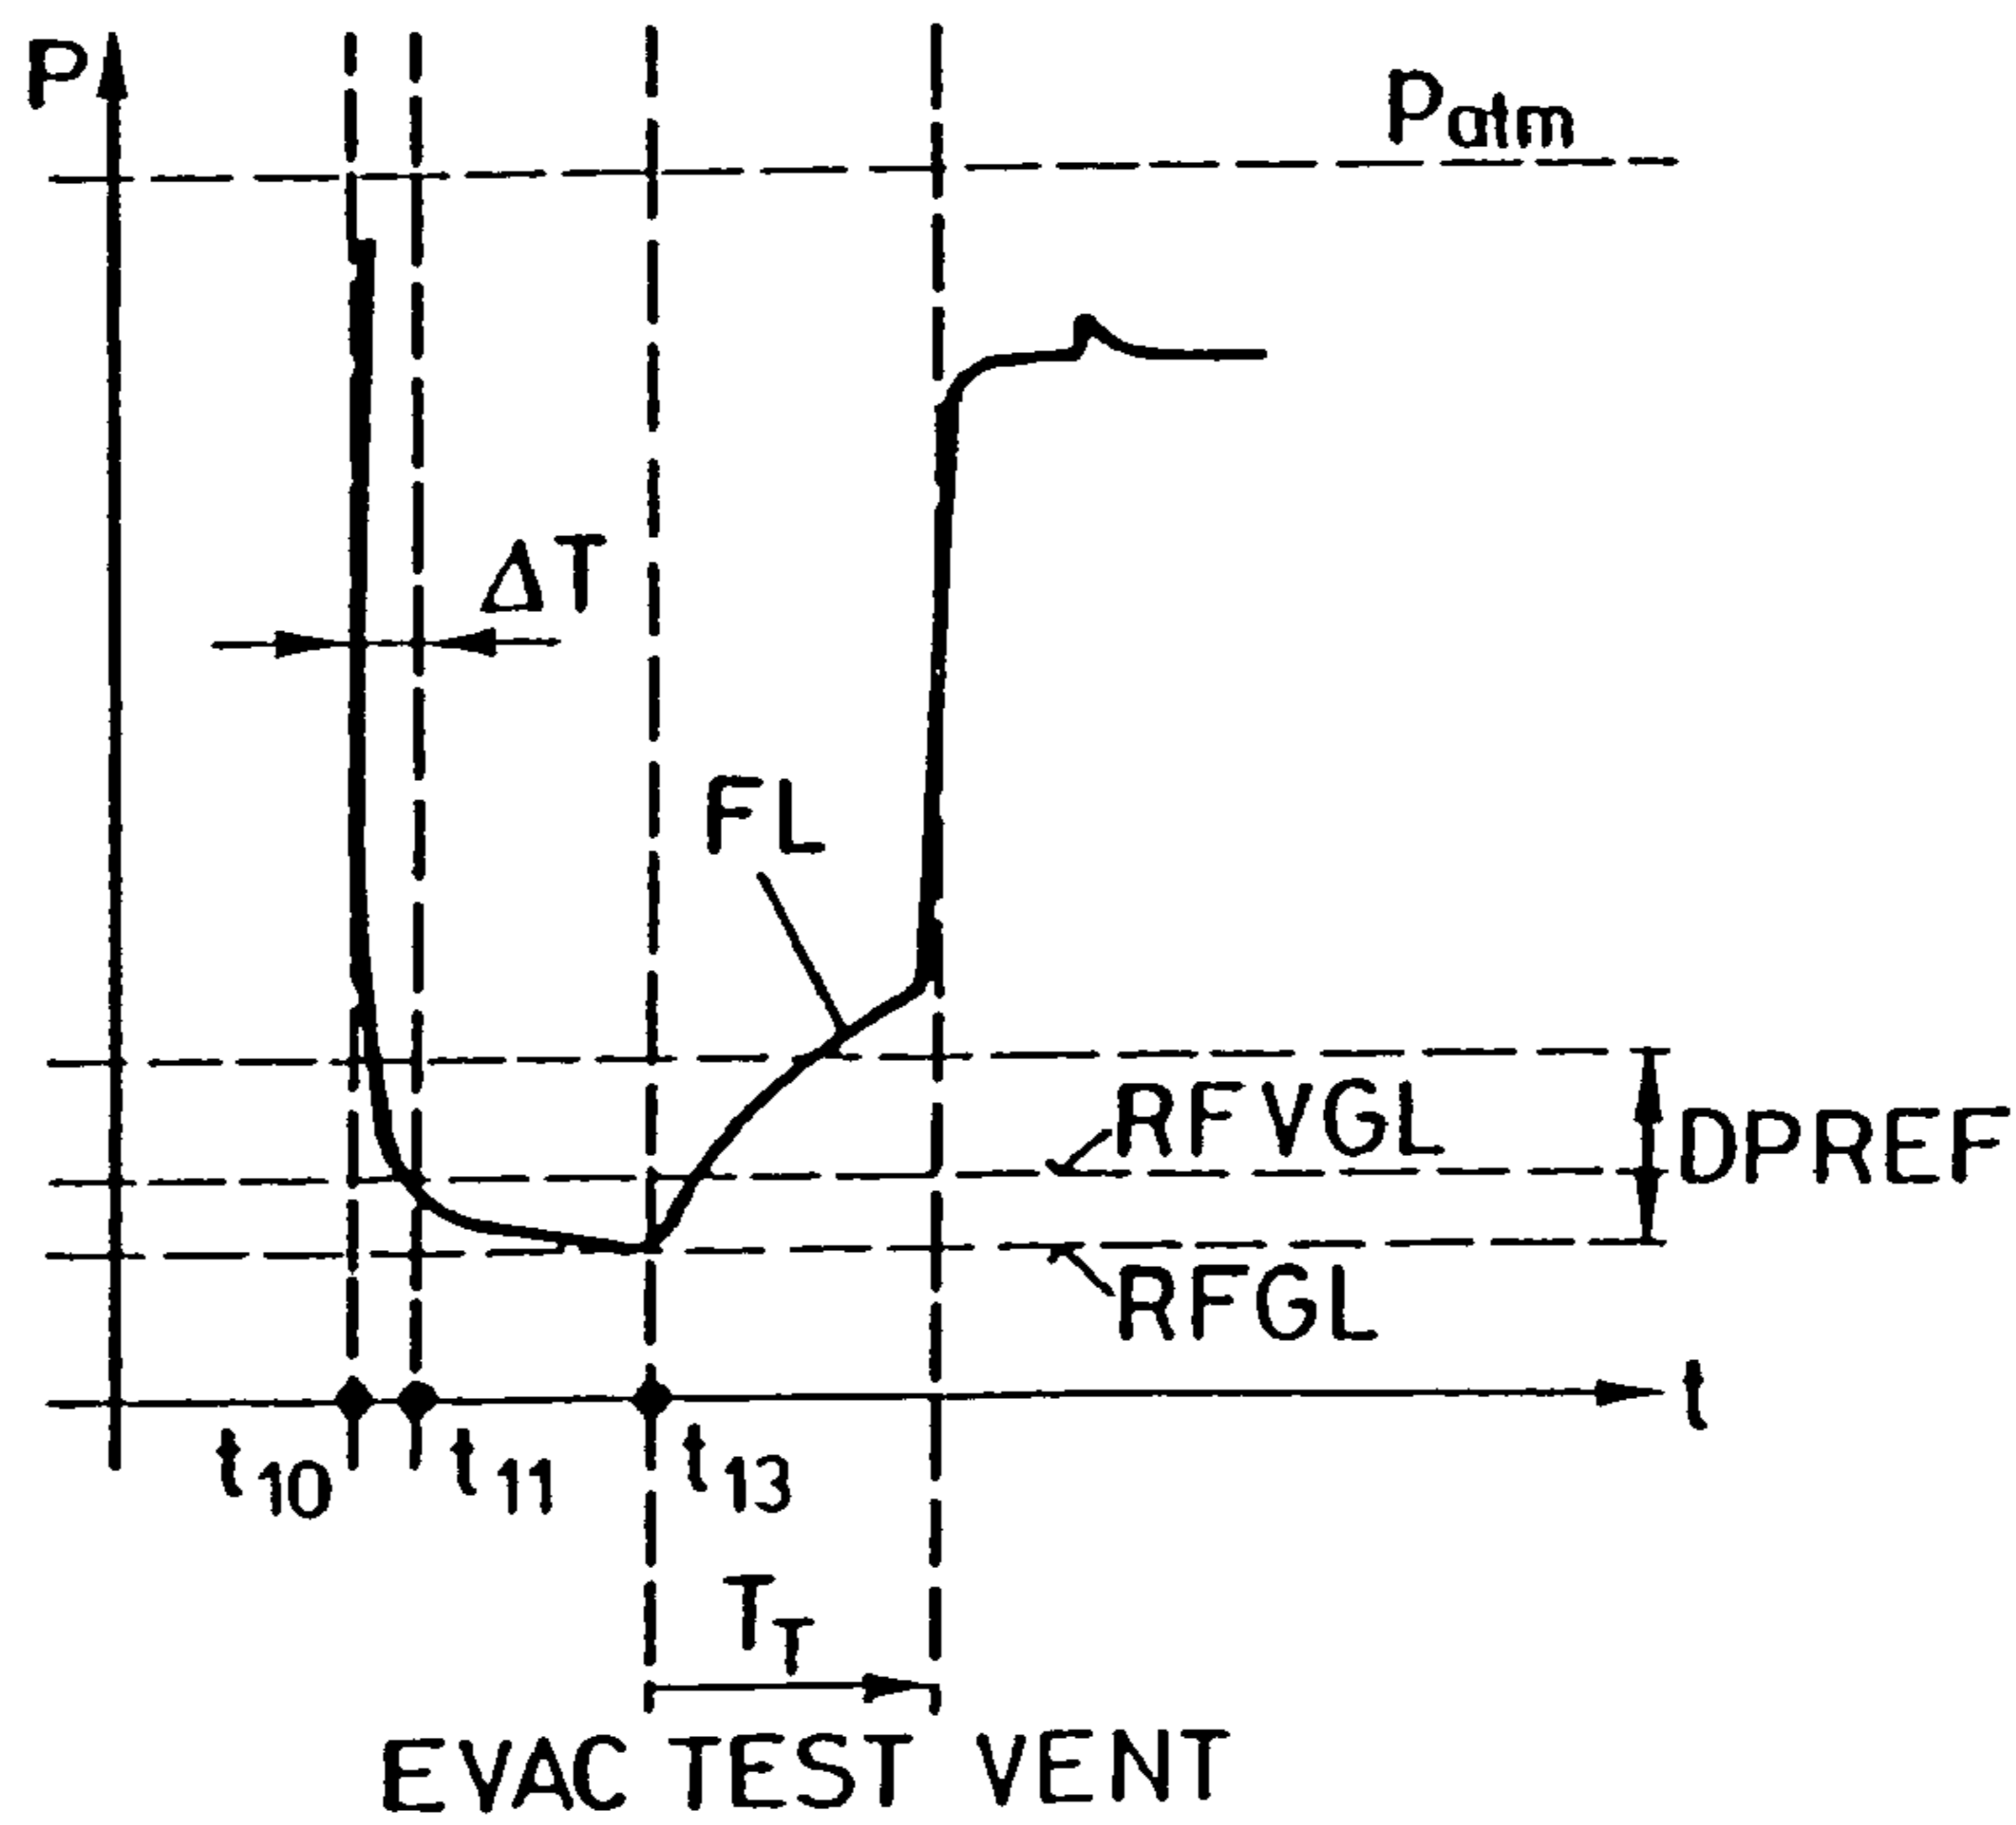 P
Patm
ΔT
FL
RFVGL
DPREF
RFGL
t
t10 t11 t13
TT
EVAC TEST VENT